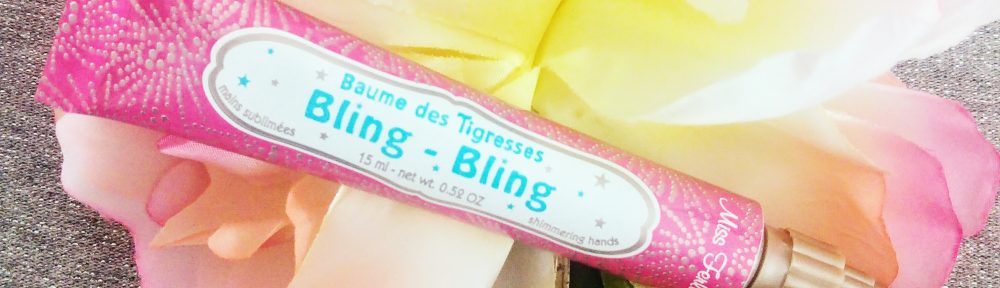 Baume des Tigresses
Bling - Bling
mains sublimées
15 ml - net wt. 0.52 OZ
shimmering hands
Miss